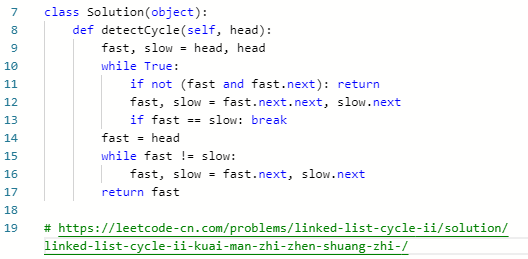 7 class Solution(object):
8     def detectCycle(self, head):
9         fast, slow = head, head
10         while True:
11             if not (fast and fast.next): return
12             fast, slow = fast.next.next, slow.next
13             if fast == slow: break
14         fast = head
15         while fast != slow:
16             fast, slow = fast.next, slow.next
17         return fast
18
19 # https://leetcode-cn.com/problems/linked-list-cycle-ii/solution/
linked-list-cycle-ii-kuai-man-zhi-zhen-shuang-zhi-/